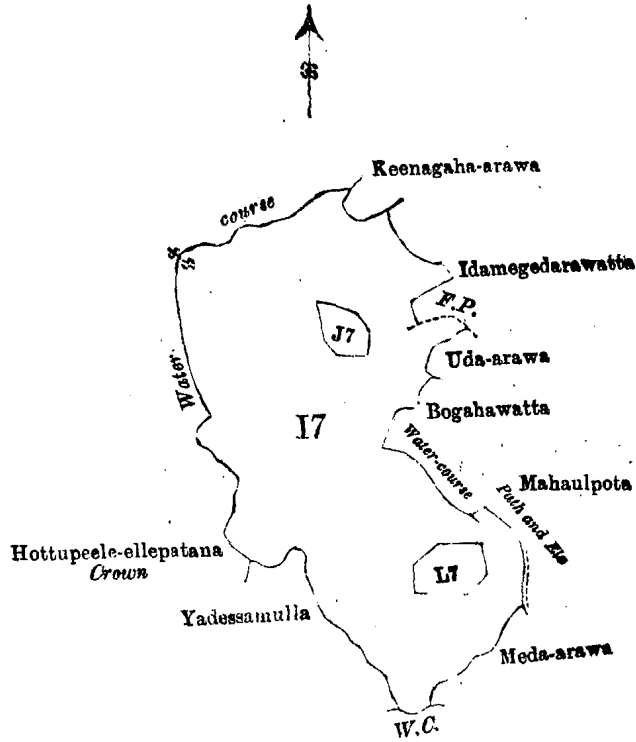 Keenagaha-arawa
course
Idamegedarawatta
F.P.
J7
Uda-arawa
Water
Bogahawatta
I7
Water-course
Mahaulpota
Path and Ela
Hottupeele-ellepatana
Crown
L7
Yadessamulla
Meda-arawa
W.C.